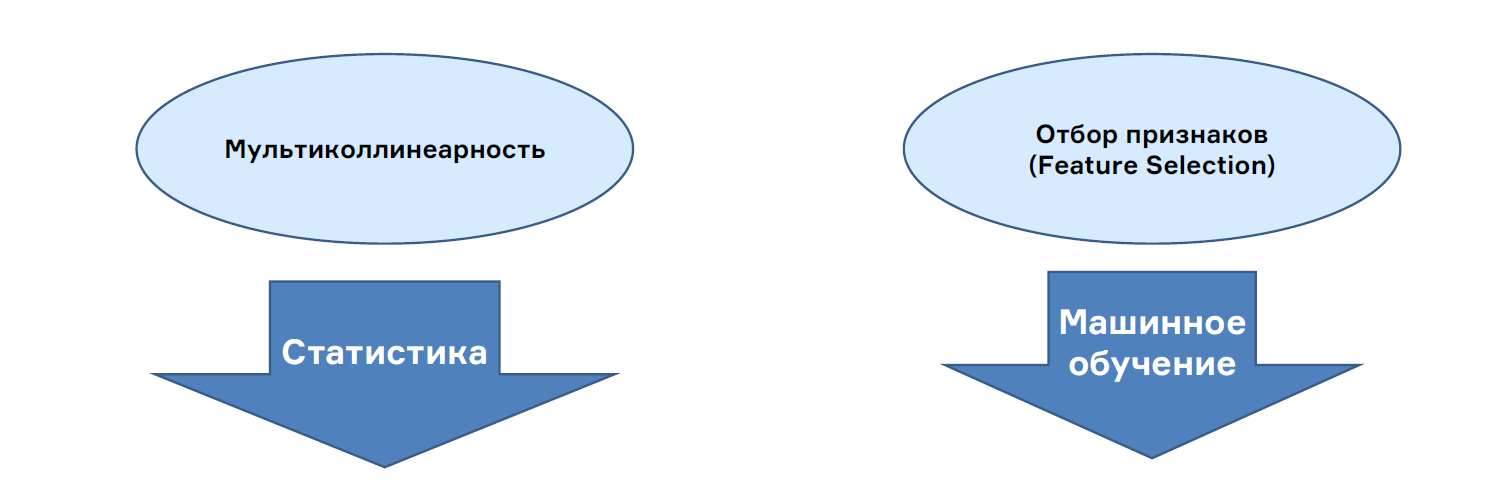 Мультиколлинеарность
Статистика
Отбор признаков
(Feature Selection)
Машинное
обучение